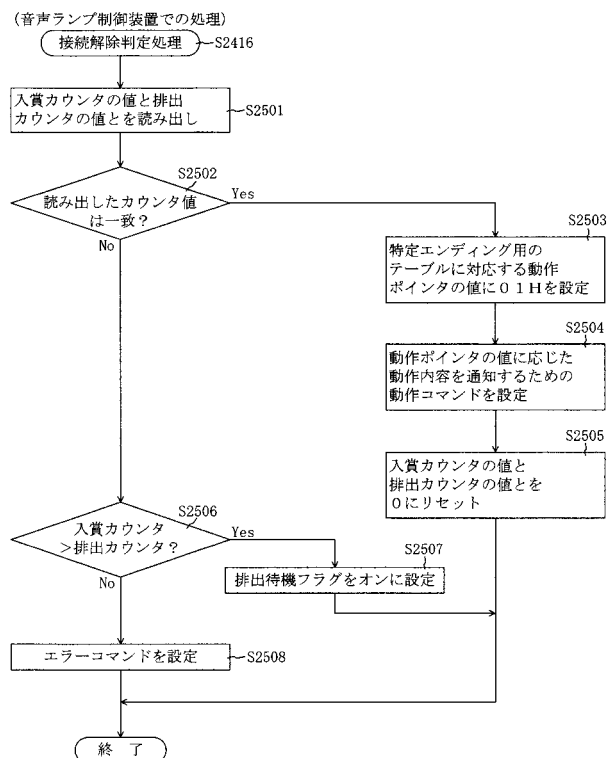 (音声ランプ制御装置での処理)
接続解除判定処理
S2416
入賞カウンタの値と排出
カウンタの値とを読み出し
S2501
S2502
読み出したカウンタ値
は一致?
Yes
No
S2503
特定エンディング用の
テーブルに対応する動作
ポインタの値に01Hを設定
S2504
動作ポインタの値に応じた
動作内容を通知するための
動作コマンドを設定
S2505
入賞カウンタの値と
排出カウンタの値とを
0にリセット
S2506
入賞カウンタ
>排出カウンタ?
Yes
No
S2507
排出待機フラグをオンに設定
エラーコマンドを設定
S2508
終 了